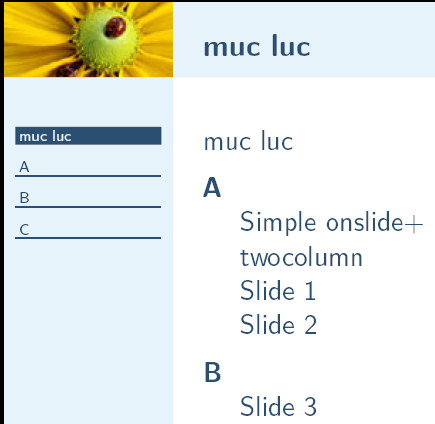 muc luc
muc luc
A
B
C
muc luc
A
Simple onslide+
twocolumn
Slide 1
Slide 2
B
Slide 3